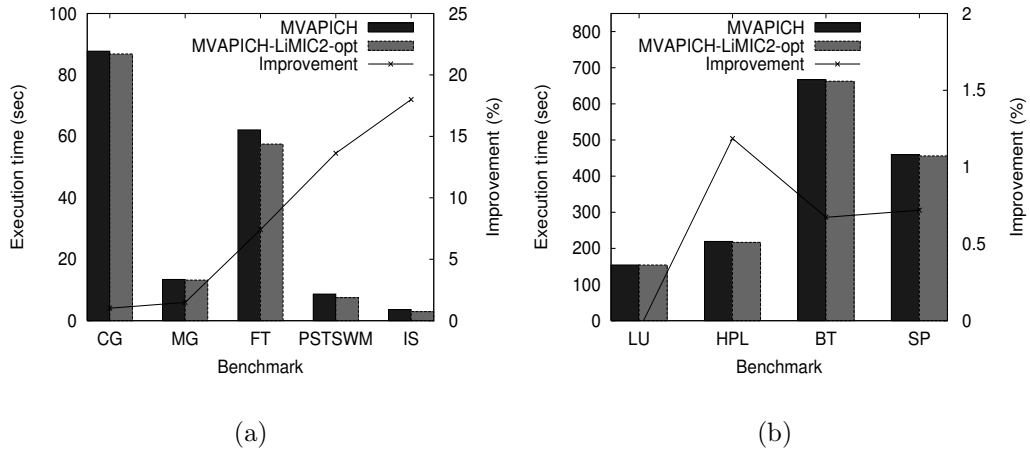 MVAPICH
MVAPICH-LiMIC2-opt
Improvement
Execution time (sec)
100
80
60
40
20
0
Improvement (%)
25
20
15
10
5
0
CG MG FT PSTSWM IS
Benchmark
(a)
MVAPICH
MVAPICH-LiMIC2-opt
Improvement
Execution time (sec)
800
700
600
500
400
300
200
100
0
Improvement (%)
2
1.5
1
0.5
0
LU HPL BT SP
Benchmark
(b)